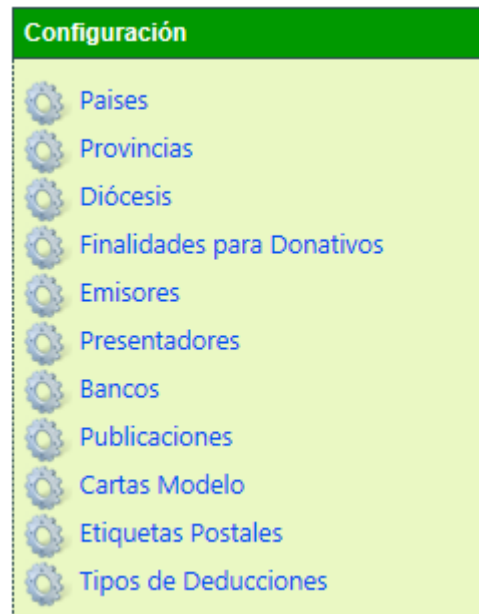 Configuración
Paises
Provincias
Diócesis
Finalidades para Donativos
Emisores
Presentadores
Bancos
Publicaciones
Cartas Modelo
Etiquetas Postales
Tipos de Deducciones